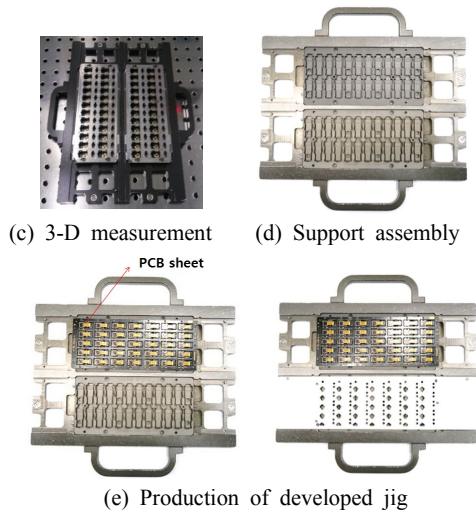 (c) 3-D measurement
(d) Support assembly
PCB sheet
(e) Production of developed jig